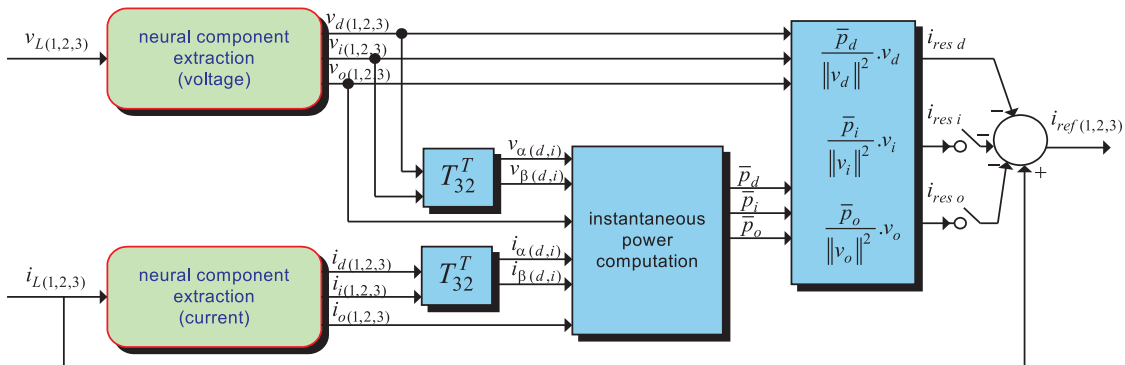 v_L(1,2,3)
neural component
extraction
(voltage)
v_d(1,2,3)
v_i(1,2,3)
v_o(1,2,3)
T_32^T
v_α(d,i)
v_β(d,i)
instantaneous
power
computation
p̅_d
p̅_i
p̅_o
p̅_d / ‖v_d‖² .v_d
p̅_i / ‖v_i‖² .v_i
p̅_o / ‖v_o‖² .v_o
i_res d
i_res i
i_res o
−
−
−
+
i_ref(1,2,3)
i_L(1,2,3)
neural component
extraction
(current)
i_d(1,2,3)
i_i(1,2,3)
i_o(1,2,3)
T_32^T
i_α(d,i)
i_β(d,i)